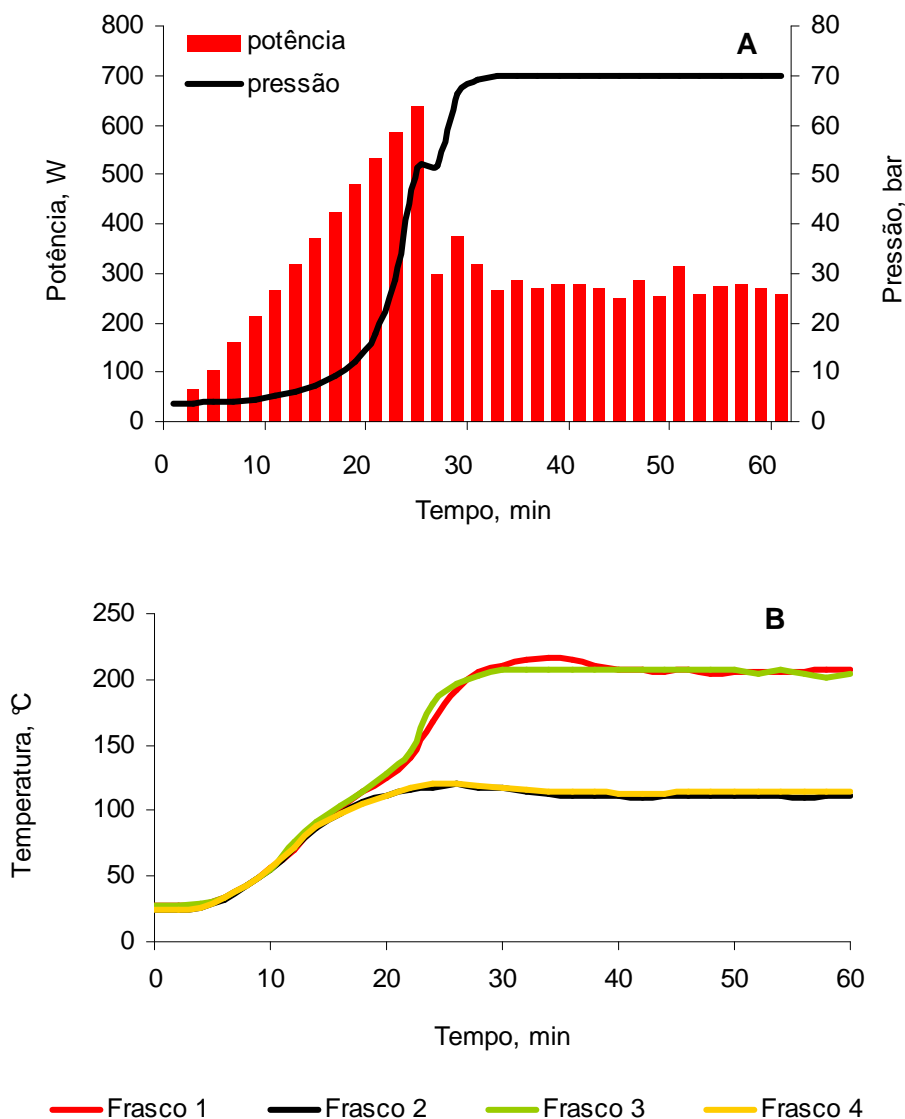 800
700
600
500
400
300
200
100
0
Potência, W
potência
pressão
A
80
70
60
50
40
30
20
10
0
Pressão, bar
0 10 20 30 40 50 60
Tempo, min
B
250
200
150
100
50
0
Temperatura, °C
0 10 20 30 40 50 60
Tempo, min
Frasco 1 Frasco 2 Frasco 3 Frasco 4